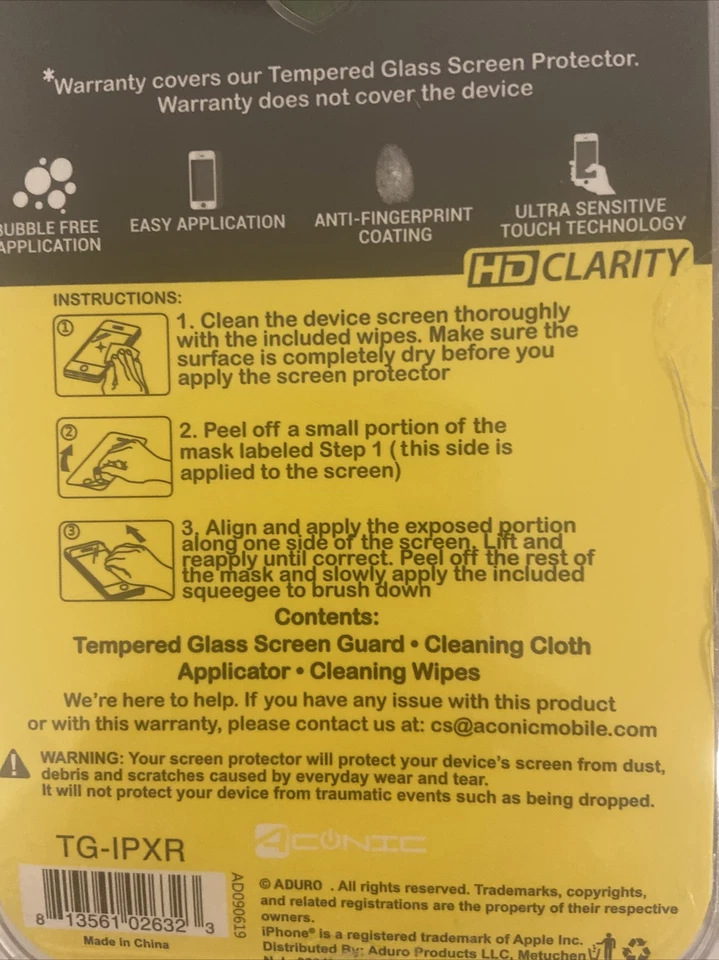 *Warranty covers our Tempered Glass Screen Protector.
Warranty does not cover the device
BUBBLE FREE
APPLICATION
EASY APPLICATION
ANTI-FINGERPRINT
COATING
ULTRA SENSITIVE
TOUCH TECHNOLOGY
HD CLARITY
INSTRUCTIONS:
1
1. Clean the device screen thoroughly
with the included wipes. Make sure the
surface is completely dry before you
apply the screen protector
2
2. Peel off a small portion of the
mask labeled Step 1 (this side is
applied to the screen)
3
3. Align and apply the exposed portion
along one side of the screen. Lift and
reapply until correct. Peel off the rest of
the mask and slowly apply the included
squeegee to brush down
Contents:
Tempered Glass Screen Guard • Cleaning Cloth
Applicator • Cleaning Wipes
We're here to help. If you have any issue with this product
or with this warranty, please contact us at: cs@aconicmobile.com
WARNING: Your screen protector will protect your device's screen from dust,
debris and scratches caused by everyday wear and tear.
It will not protect your device from traumatic events such as being dropped.
TG-IPXR
ACONIC
8 13561 02632 3
Made in China
AD090619
© ADURO . All rights reserved. Trademarks, copyrights,
and related registrations are the property of their respective
owners.
iPhone® is a registered trademark of Apple Inc.
Distributed By: Aduro Products LLC, Metuchen